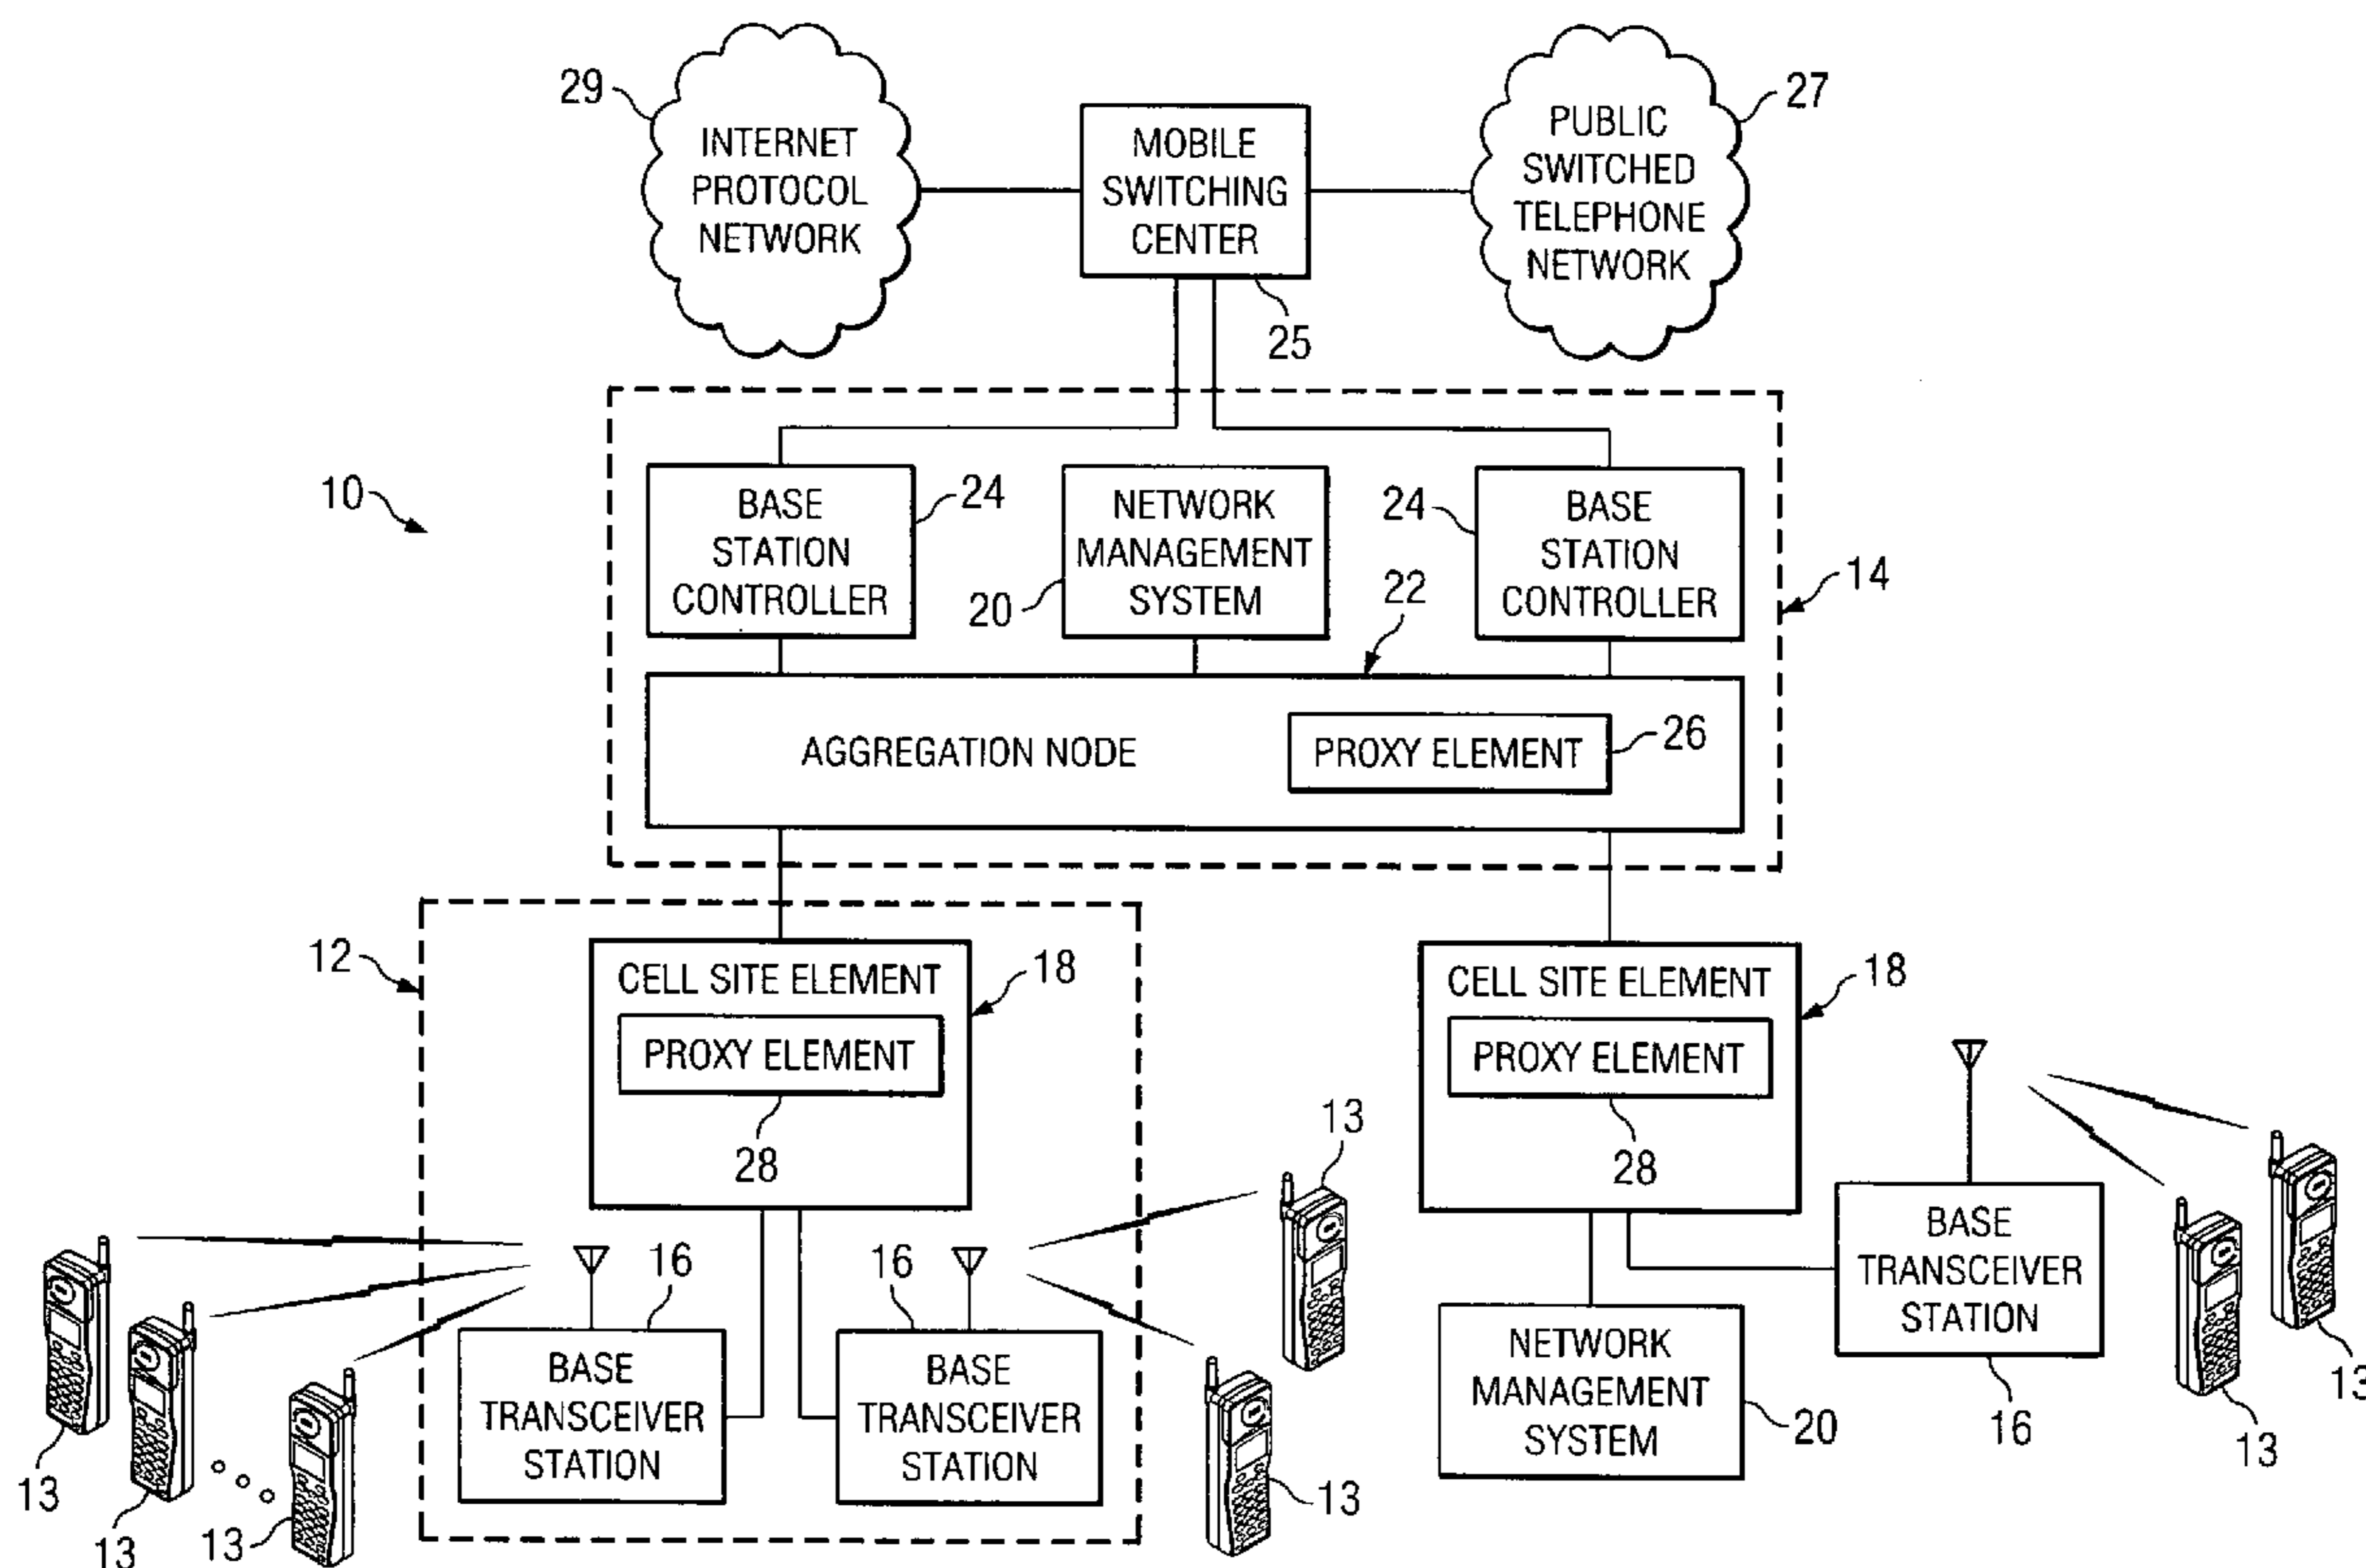 29
INTERNET
PROTOCOL
NETWORK
MOBILE
SWITCHING
CENTER
25
PUBLIC
SWITCHED
TELEPHONE
NETWORK
27
10
BASE
STATION
CONTROLLER
24
NETWORK
MANAGEMENT
SYSTEM
20
22
24
BASE
STATION
CONTROLLER
14
AGGREGATION NODE
PROXY ELEMENT
26
12
CELL SITE ELEMENT
18
PROXY ELEMENT
28
CELL SITE ELEMENT
18
PROXY ELEMENT
28
13
13
13
16
BASE
TRANSCEIVER
STATION
16
BASE
TRANSCEIVER
STATION
13
13
NETWORK
MANAGEMENT
SYSTEM
20
BASE
TRANSCEIVER
STATION
16
13
13